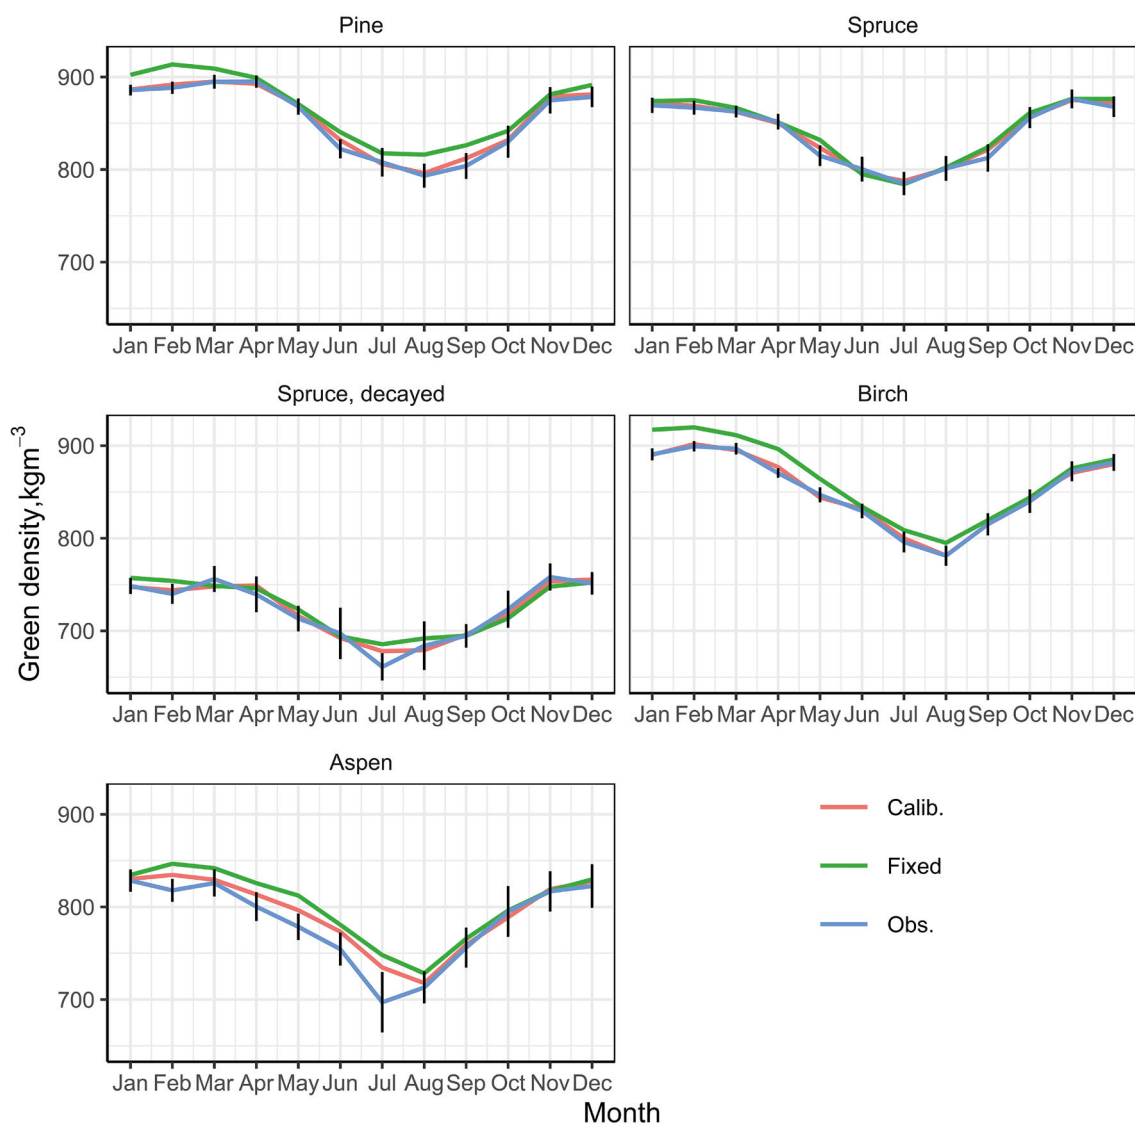 Pine
Spruce
900
800
700
Jan Feb Mar Apr May Jun Jul Aug Sep Oct Nov Dec
Jan Feb Mar Apr May Jun Jul Aug Sep Oct Nov Dec
Spruce, decayed
Birch
900
800
700
Jan Feb Mar Apr May Jun Jul Aug Sep Oct Nov Dec
Jan Feb Mar Apr May Jun Jul Aug Sep Oct Nov Dec
Green density,kgm⁻³
Aspen
900
800
700
Jan Feb Mar Apr May Jun Jul Aug Sep Oct Nov Dec
Calib.
Fixed
Obs.
Month